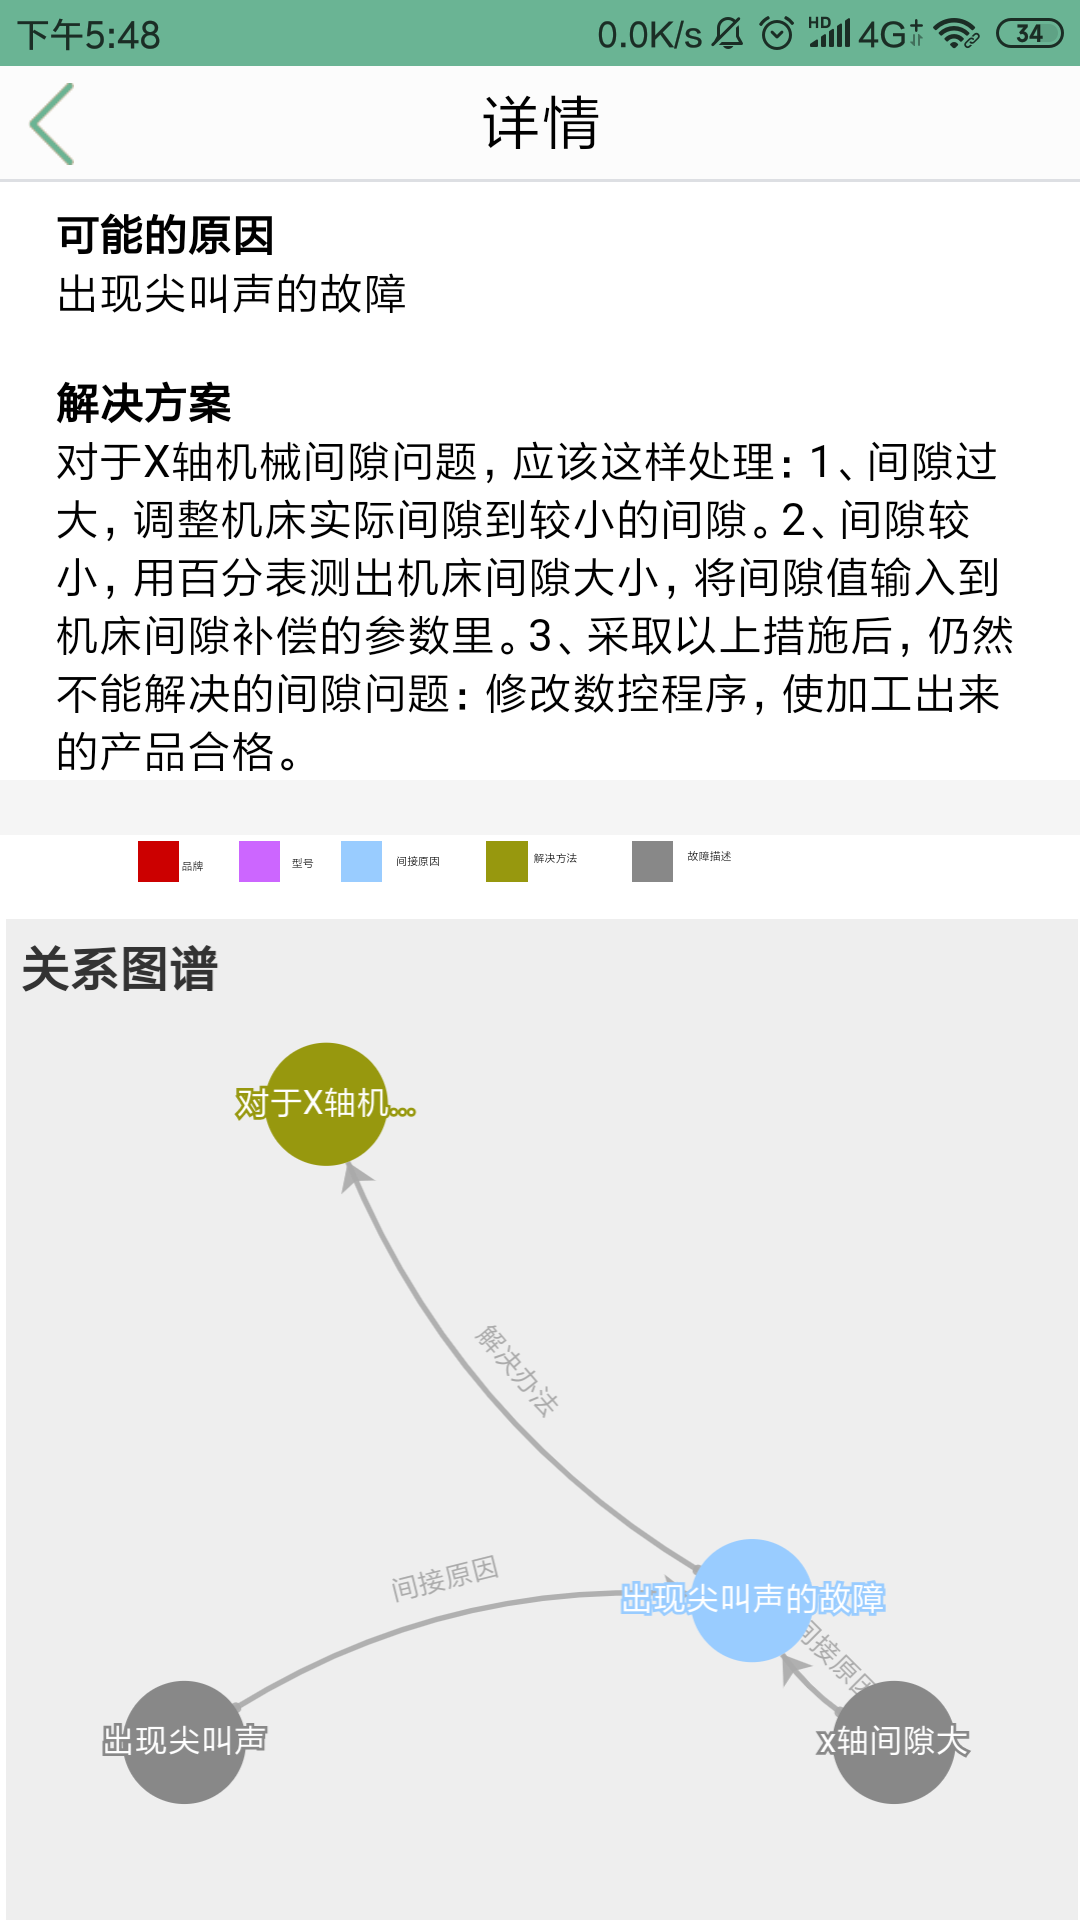 下午5:48 0.0K/s HD 4G+ 34
详情
可能的原因
出现尖叫声的故障
解决方案
对于X轴机械间隙问题，应该这样处理：1、间隙过
大，调整机床实际间隙到较小的间隙。2、间隙较
小，用百分表测出机床间隙大小，将间隙值输入到
机床间隙补偿的参数里。3、采取以上措施后，仍然
不能解决的间隙问题：修改数控程序，使加工出来
的产品合格。
品牌 型号 间接原因 解决方法 故障描述
关系图谱
对于X轴机...
解决办法
间接原因
出现尖叫声的故障
间接原因
出现尖叫声
x轴间隙大